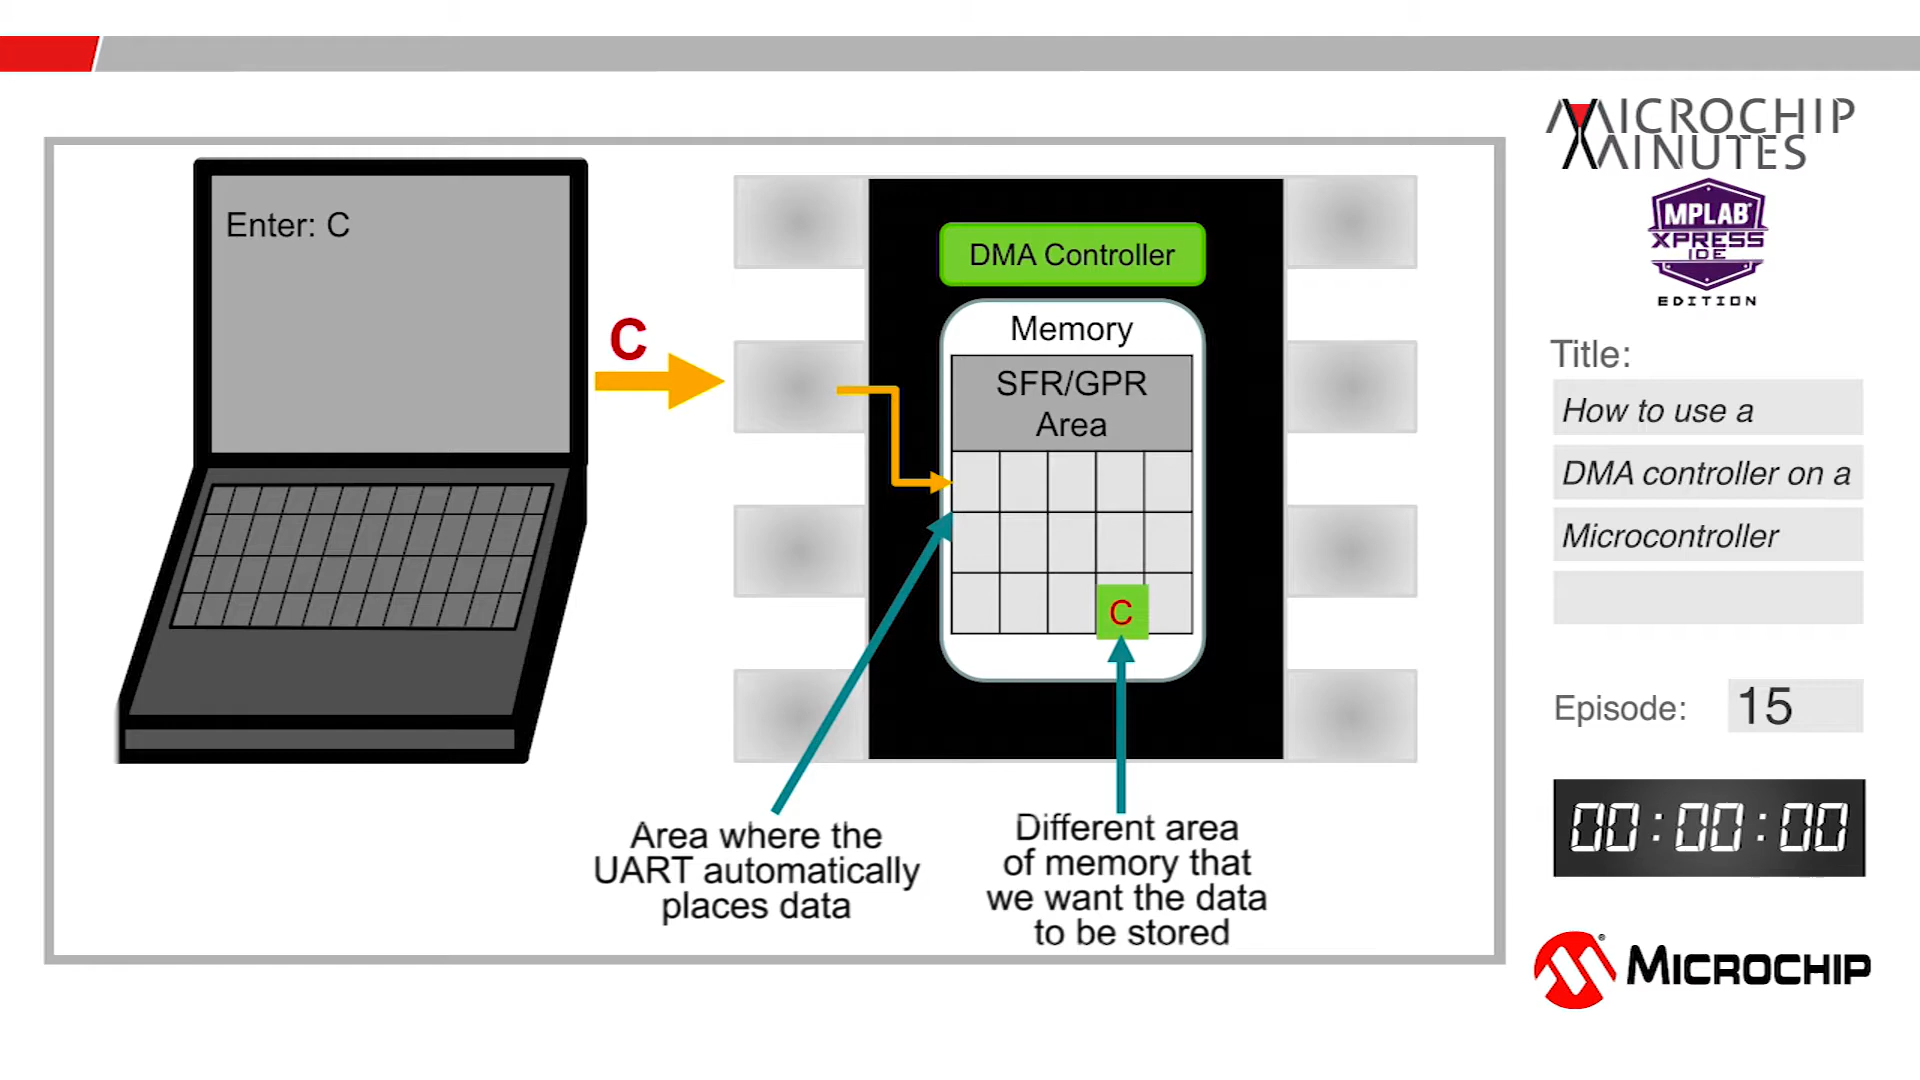 Enter: C
C
DMA Controller
Memory
SFR/GPR
Area
C
Area where the
UART automatically
places data
Different area
of memory that
we want the data
to be stored
MICROCHIP
MINUTES
MPLAB®
XPRESS
IDE
EDITION
Title:
How to use a
DMA controller on a
Microcontroller
Episode: 15
00:00:00
MICROCHIP®